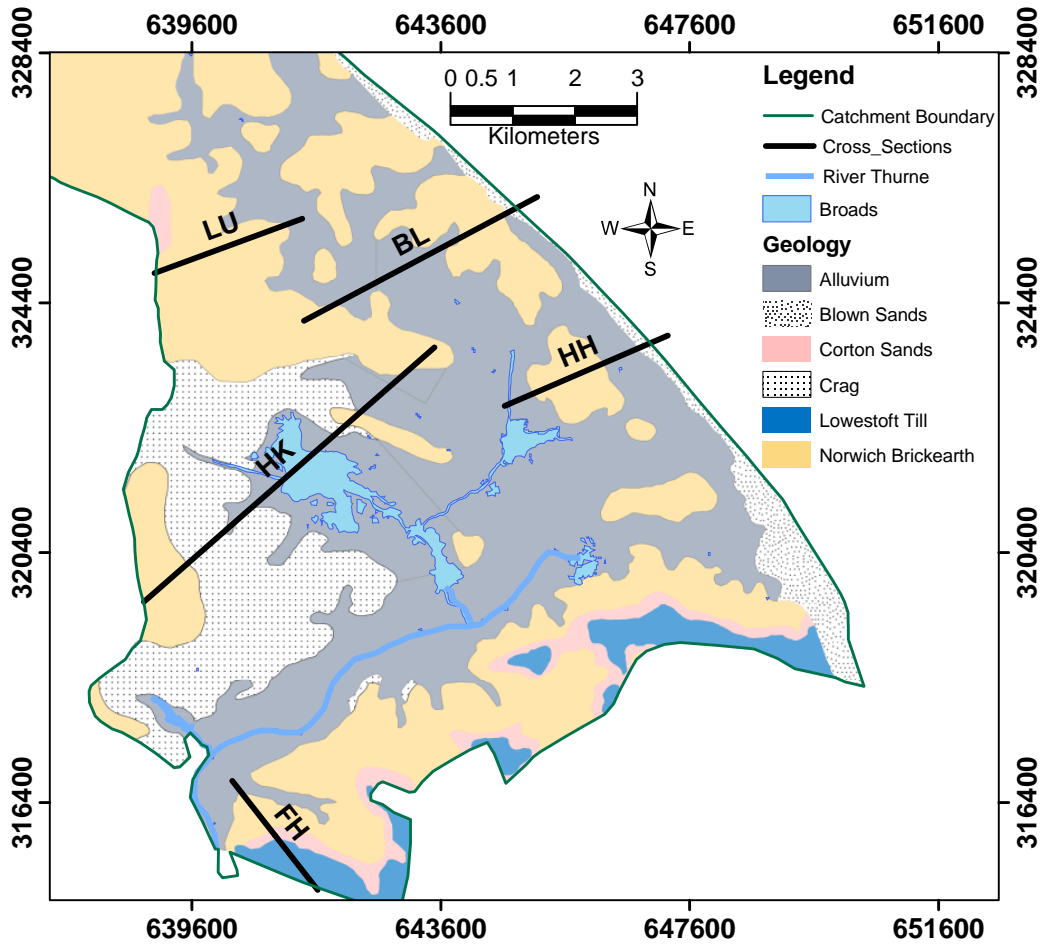 639600 643600 647600 651600
328400 328400
0 0.5 1 2 3
Kilometers
Legend
Catchment Boundary
Cross_Sections
River Thurne
Broads
Geology
Alluvium
Blown Sands
Corton Sands
Crag
Lowestoft Till
Norwich Brickearth
N
W E
S
LU
BL
324400 324400
HH
HK
320400 320400
316400 316400
FH
639600 643600 647600 651600